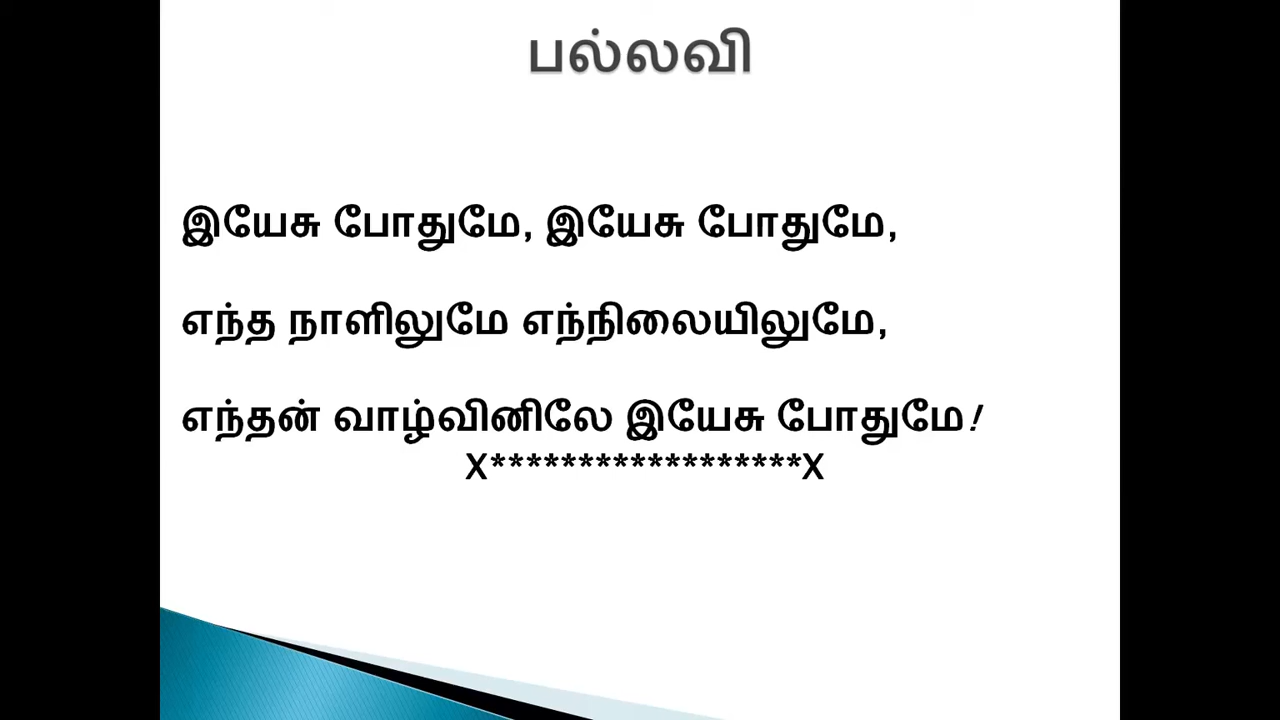 பல்லவி
இயேசு போதுமே, இயேசு போதுமே,
எந்த நாளிலுமே எந்நிலையிலுமே,
எந்தன் வாழ்வினிலே இயேசு போதுமே!
X******************X